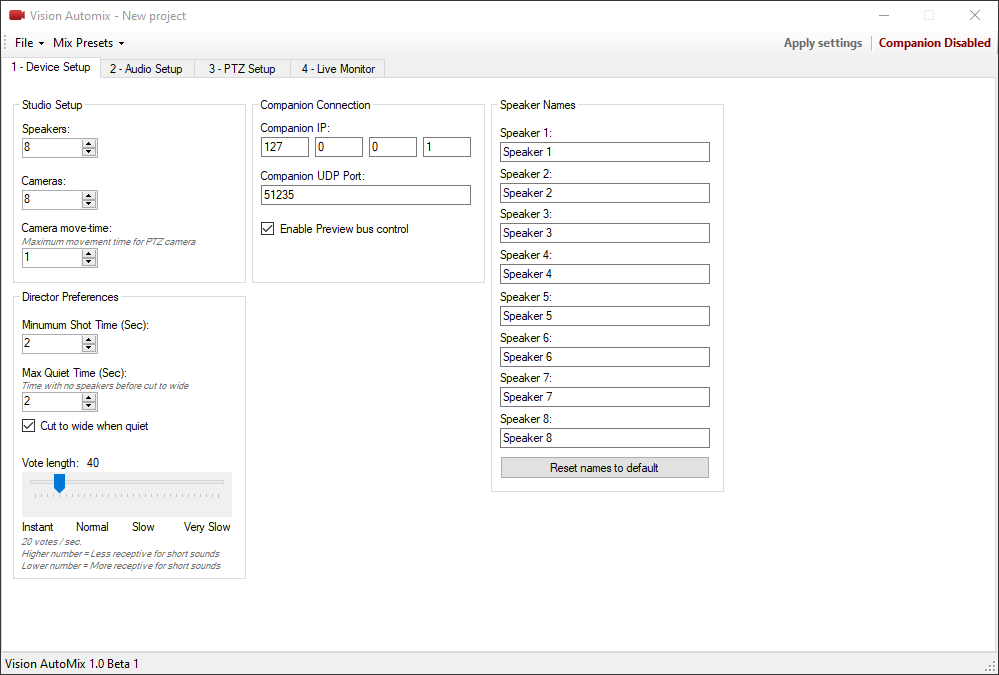 Vision Automix - New project
File
Mix Presets
Apply settings
Companion Disabled
1 - Device Setup
2 - Audio Setup
3 - PTZ Setup
4 - Live Monitor
Studio Setup
Speakers:
8
Cameras:
8
Camera move-time:
Maximum movement time for PTZ camera
1
Director Preferences
Minumum Shot Time (Sec):
2
Max Quiet Time (Sec):
Time with no speakers before cut to wide
2
Cut to wide when quiet
Vote length: 40
Instant Normal Slow Very Slow
20 votes / sec.
Higher number = Less receptive for short sounds
Lower number = More receptive for short sounds
Companion Connection
Companion IP:
127 0 0 1
Companion UDP Port:
51235
Enable Preview bus control
Speaker Names
Speaker 1:
Speaker 1
Speaker 2:
Speaker 2
Speaker 3:
Speaker 3
Speaker 4:
Speaker 4
Speaker 5:
Speaker 5
Speaker 6:
Speaker 6
Speaker 7:
Speaker 7
Speaker 8:
Speaker 8
Reset names to default
Vision AutoMix 1.0 Beta 1